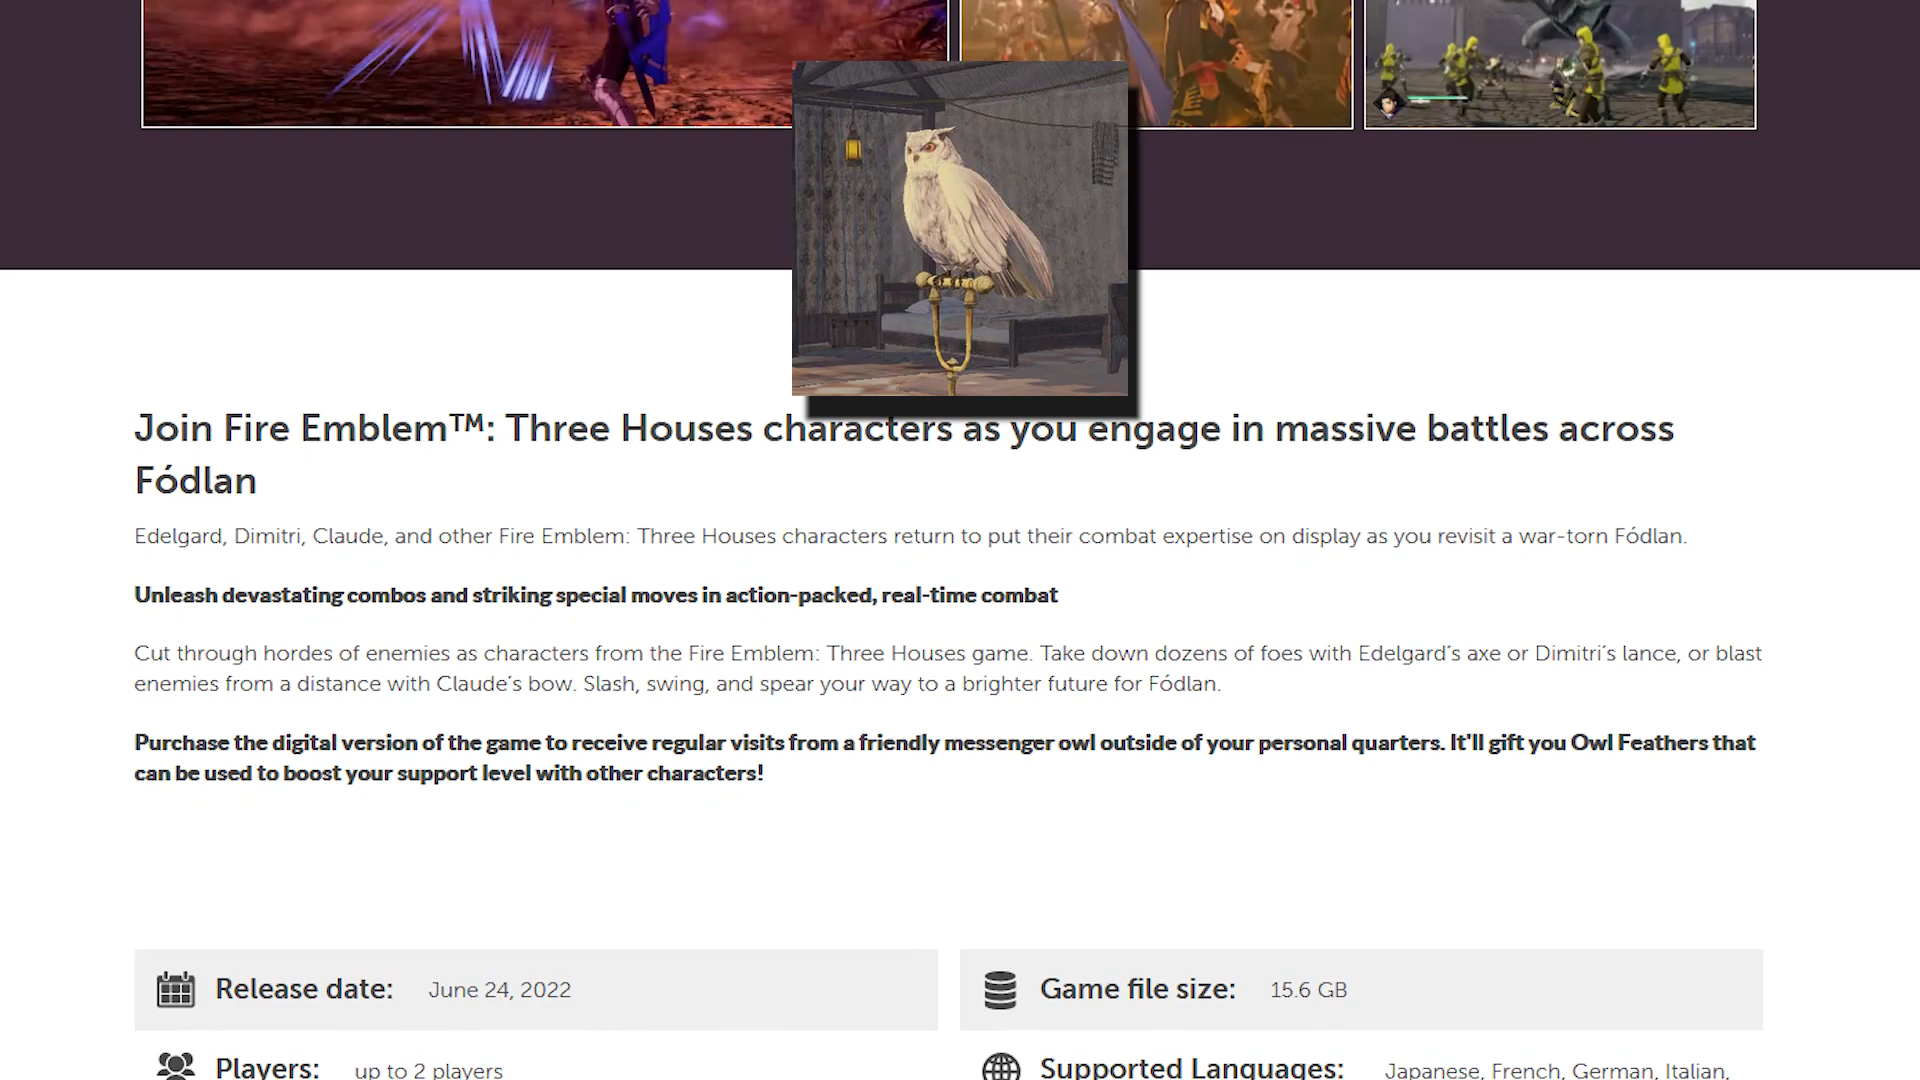 Join Fire Emblem™: Three Houses characters as you engage in massive battles across
Fódlan
Edelgard, Dimitri, Claude, and other Fire Emblem: Three Houses characters return to put their combat expertise on display as you revisit a war-torn Fódlan.
Unleash devastating combos and striking special moves in action-packed, real-time combat
Cut through hordes of enemies as characters from the Fire Emblem: Three Houses game. Take down dozens of foes with Edelgard’s axe or Dimitri’s lance, or blast
enemies from a distance with Claude’s bow. Slash, swing, and spear your way to a brighter future for Fódlan.
Purchase the digital version of the game to receive regular visits from a friendly messenger owl outside of your personal quarters. It'll gift you Owl Feathers that
can be used to boost your support level with other characters!
Release date: June 24, 2022
Game file size: 15.6 GB
Players: up to 2 players
Supported Languages: Japanese, French, German, Italian,